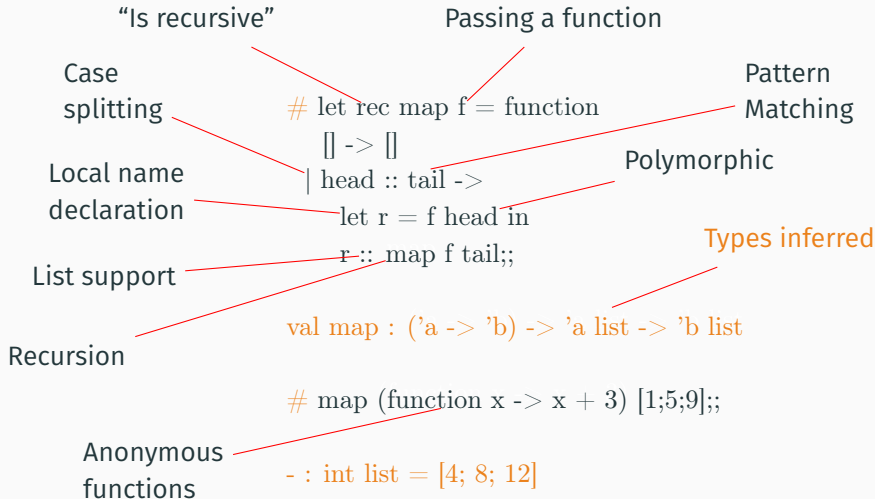 “Is recursive”
Passing a function
Case
splitting
Pattern
Matching
# let rec map f = function
[] -> []
| head :: tail ->
let r = f head in
r :: map f tail;;
Polymorphic
Local name
declaration
Types inferred
List support
val map : (’a -> ’b) -> ’a list -> ’b list
Recursion
# map (function x -> x + 3) [1;5;9];;
Anonymous
functions
- : int list = [4; 8; 12]